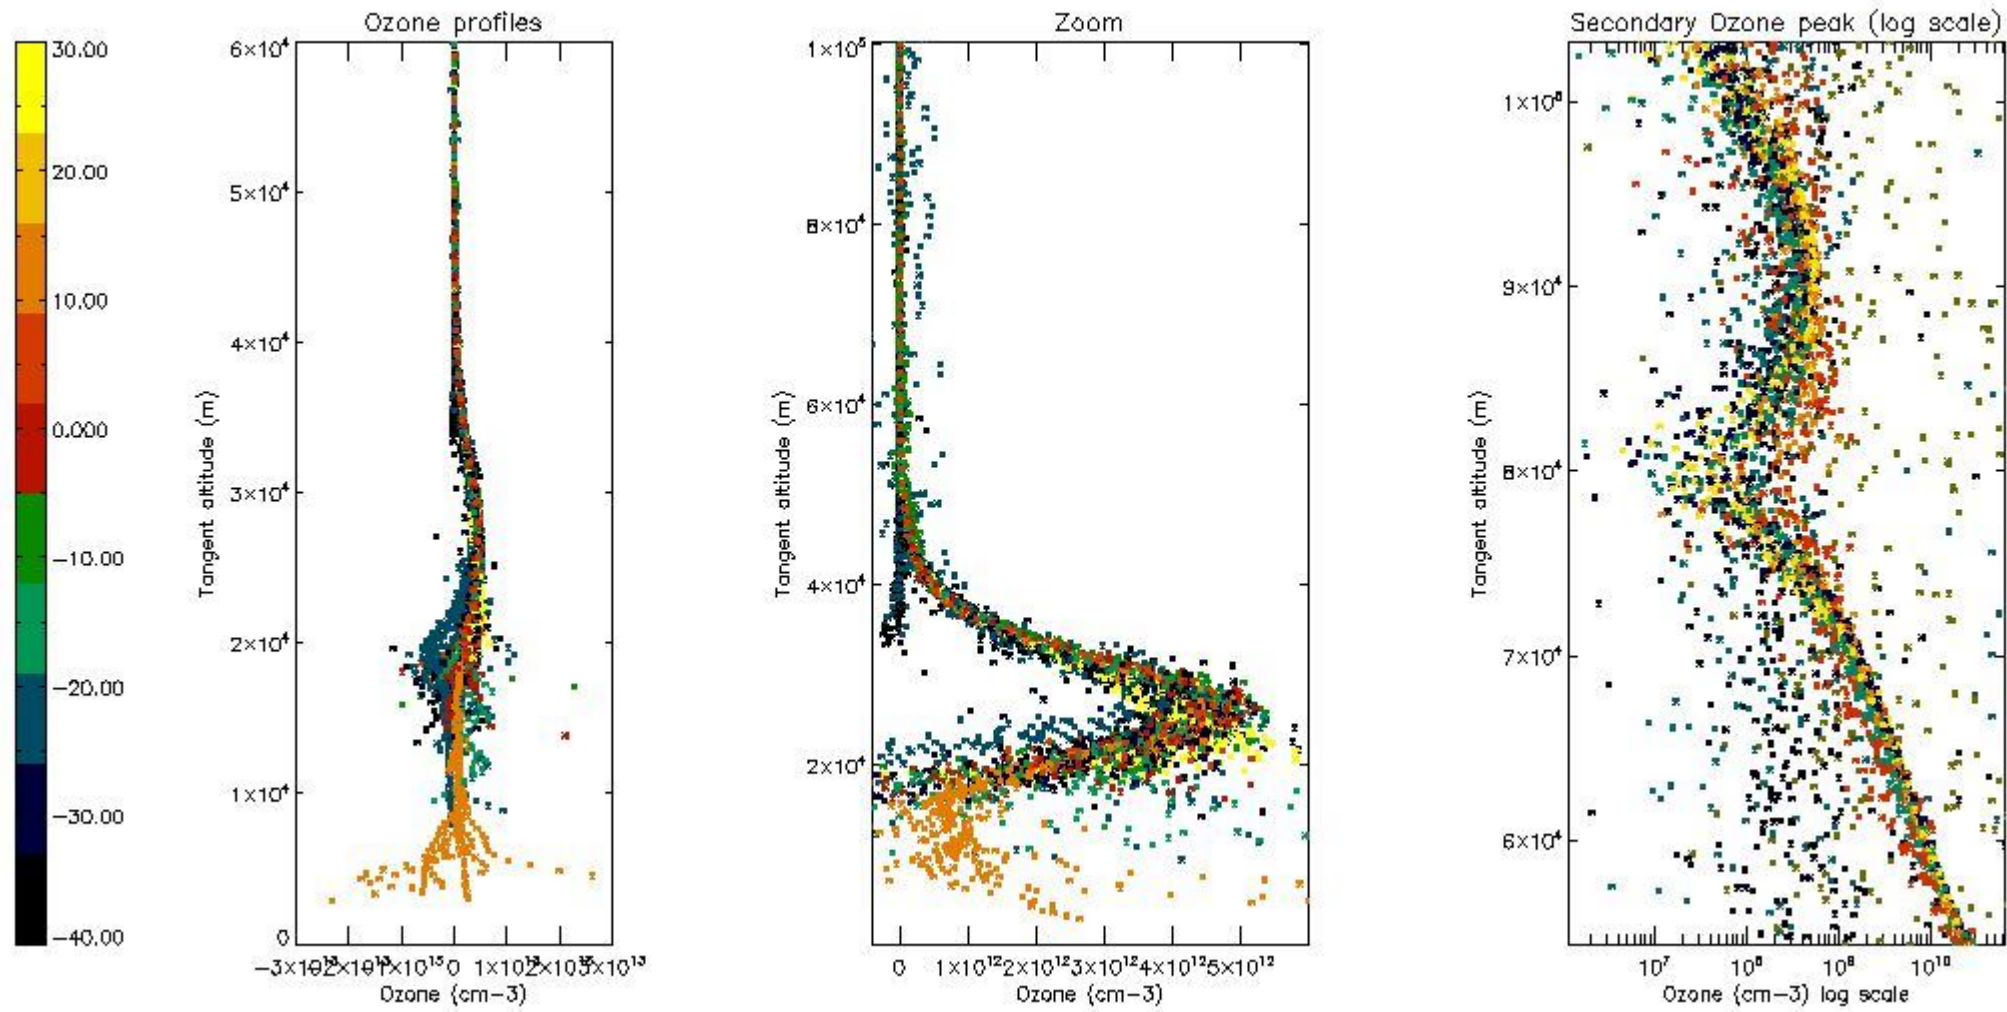 Ozone profiles
Zoom
Secondary Ozone peak (log scale)
30.00
20.00
10.00
0.000
−10.00
−20.00
−30.00
−40.00
6×10⁴
5×10⁴
4×10⁴
3×10⁴
2×10⁴
1×10⁴
0
Tangent altitude (m)
0
Ozone (cm−3)
1×10⁵
8×10⁴
6×10⁴
4×10⁴
2×10⁴
Tangent altitude (m)
0 1×10¹² 2×10¹² 3×10¹² 4×10¹² 5×10¹²
Ozone (cm−3)
1×10⁵
9×10⁴
8×10⁴
7×10⁴
6×10⁴
Tangent altitude (m)
10⁷ 10⁸ 10⁹ 10¹⁰
Ozone (cm−3) log scale